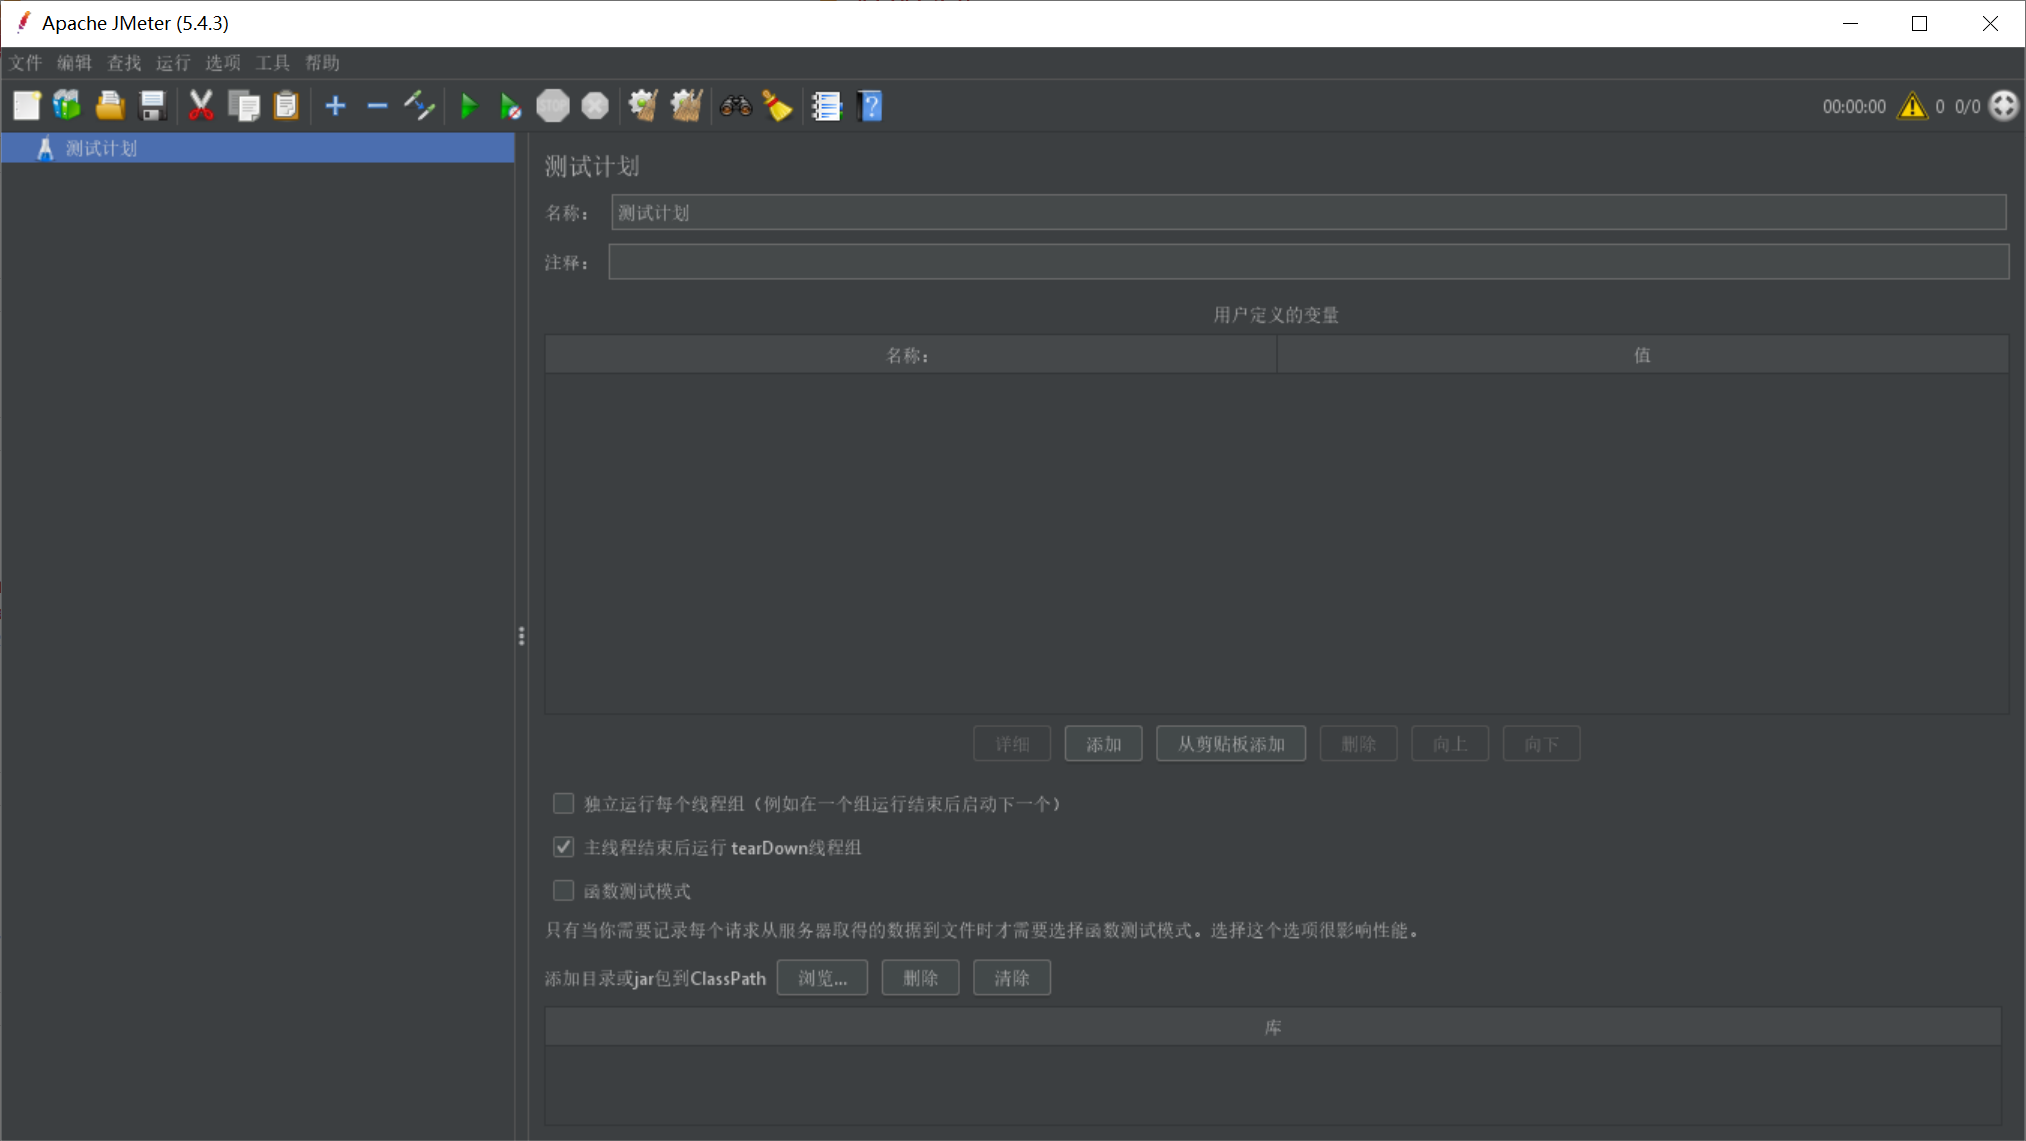 Apache JMeter (5.4.3)
文件 编辑 查找 运行 选项 工具 帮助
STOP
00:00:00 0 0/0
测试计划
测试计划
名称： 测试计划
注释：
用户定义的变量
名称： 值
详细 添加 从剪贴板添加 删除 向上 向下
独立运行每个线程组（例如在一个组运行结束后启动下一个）
主线程结束后运行 tearDown线程组
函数测试模式
只有当你需要记录每个请求从服务器取得的数据到文件时才需要选择函数测试模式。选择这个选项很影响性能。
添加目录或jar包到ClassPath 浏览... 删除 清除
库